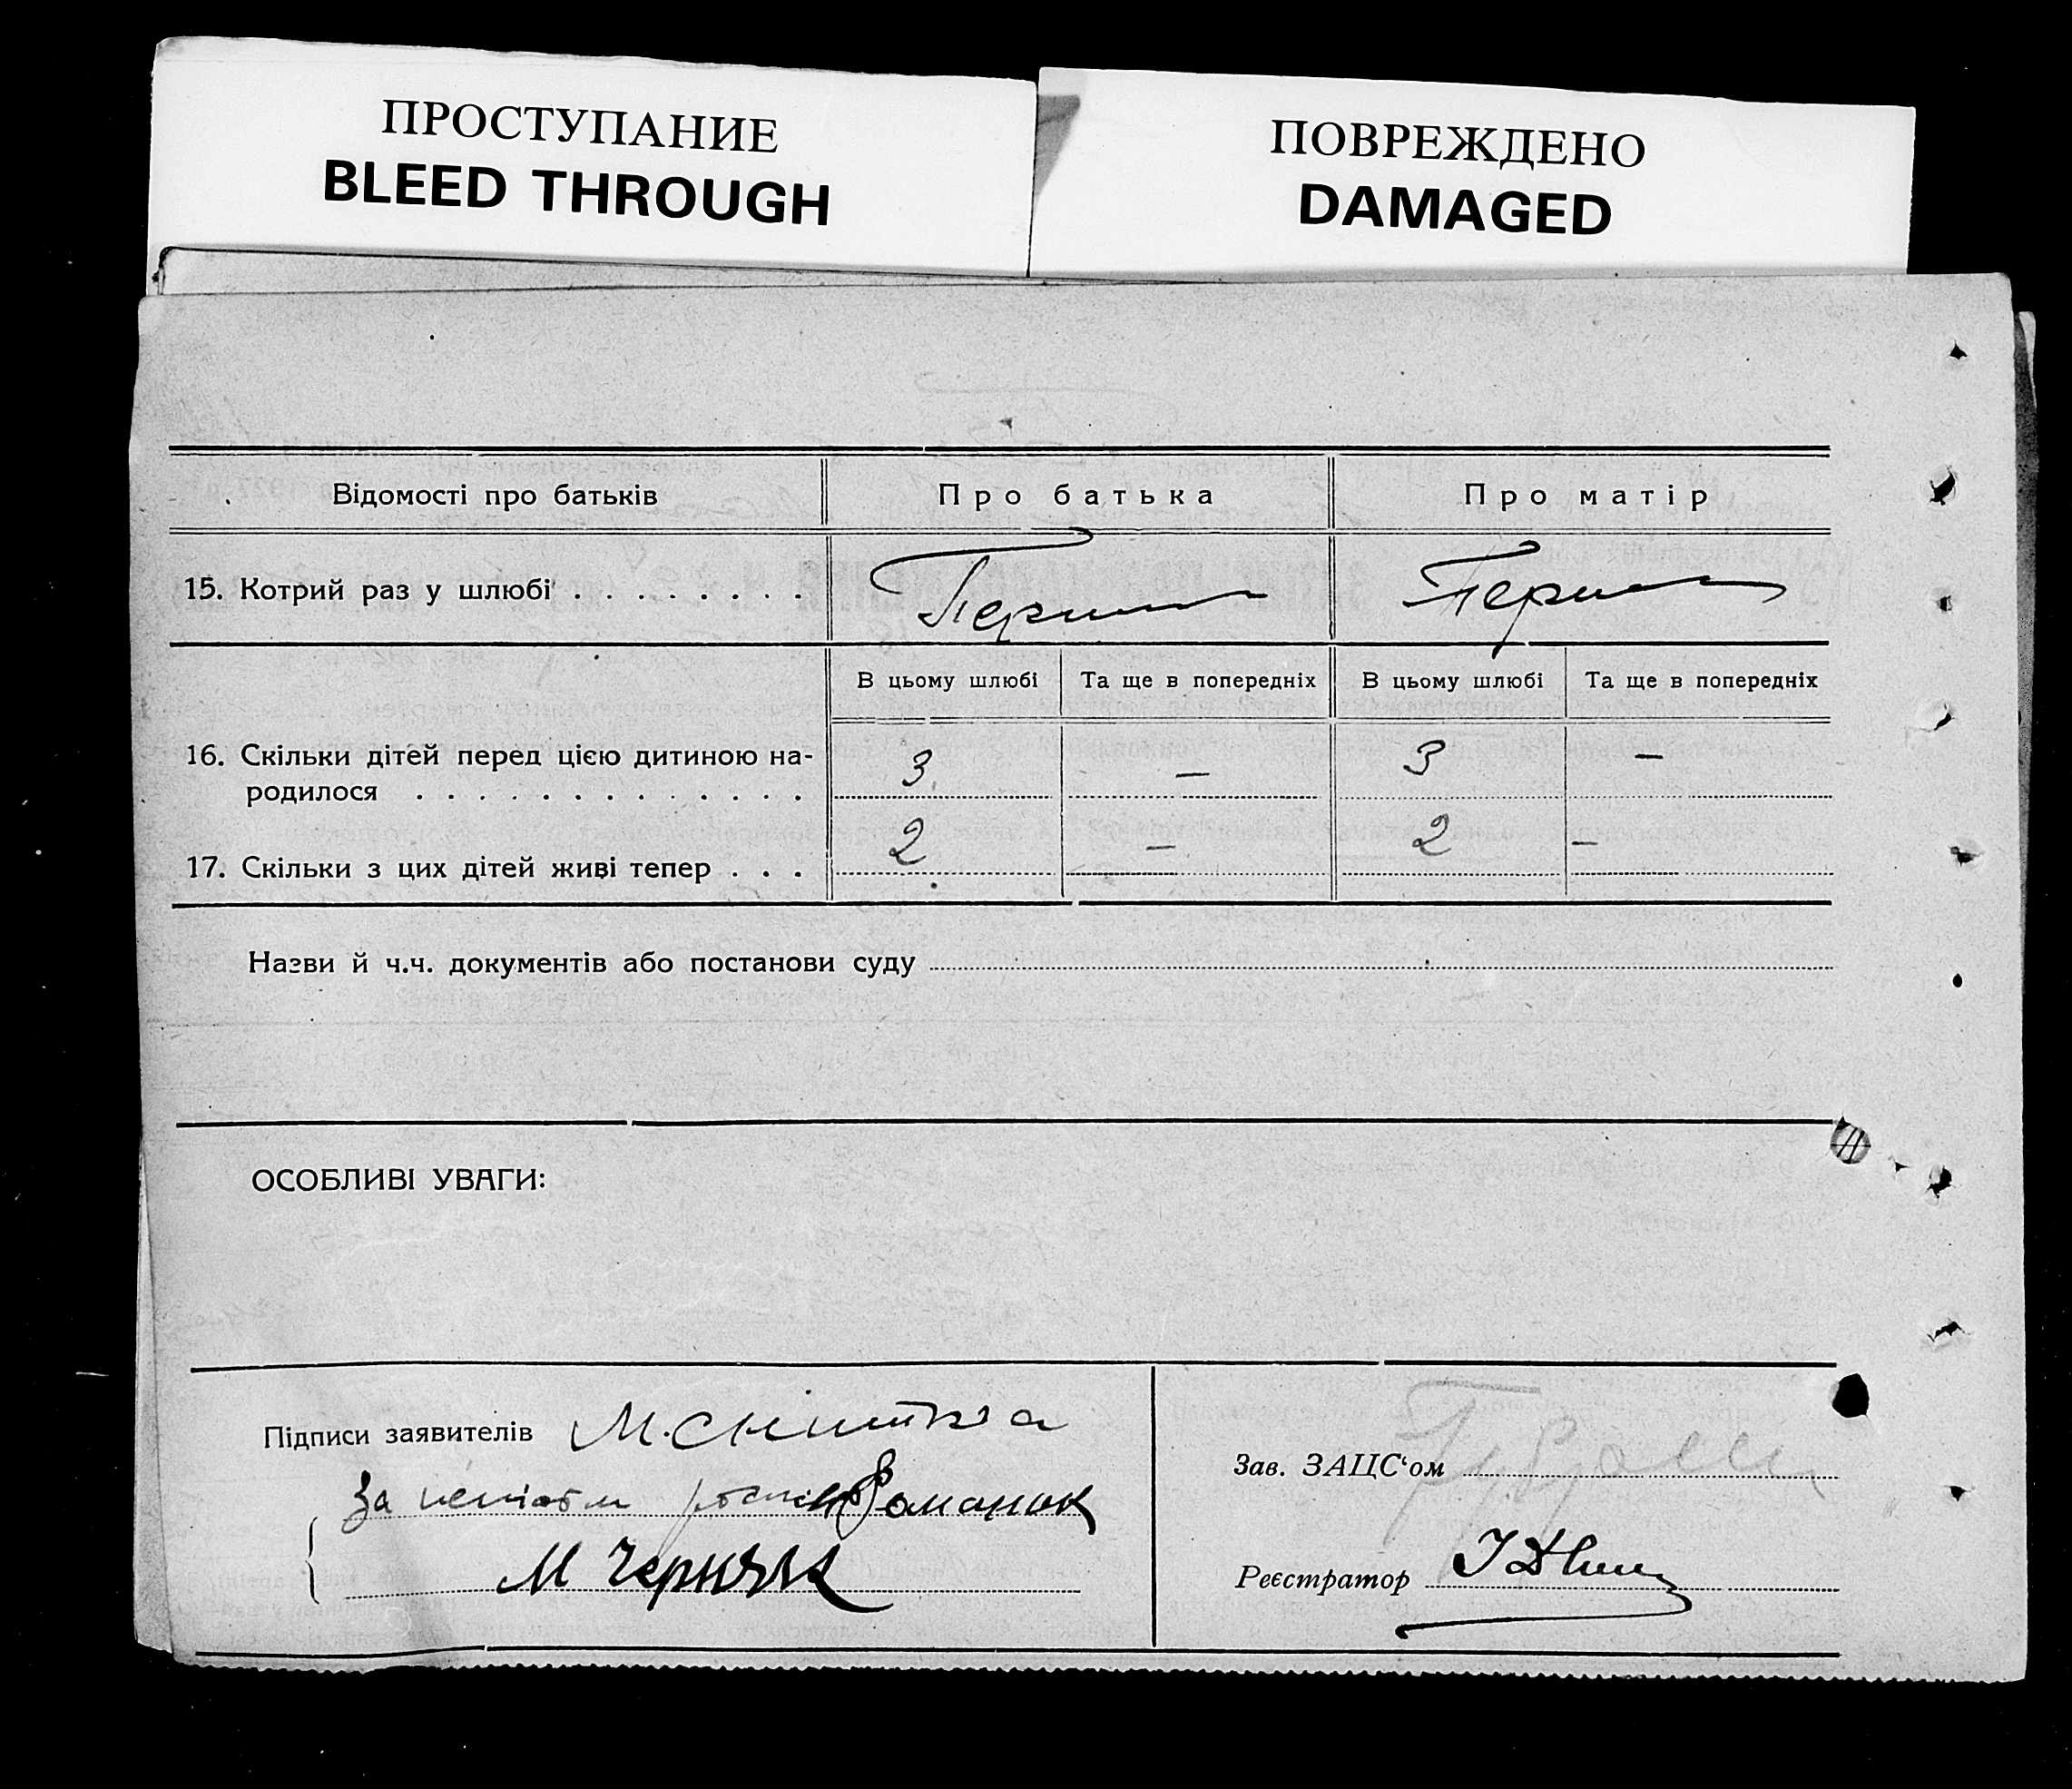 ПРОСТУПАНИЕ
BLEED THROUGH
ПОВРЕЖДЕНО
DAMAGED
Відомості про батьків
Про батька
Про матір
15. Котрий раз у шлюбі . . . . . . . .
В цьому шлюбі
Та ще в попередніх
В цьому шлюбі
Та ще в попередніх
16. Скільки дітей перед цією дитиною на-
родилося . . . . . . . . . . . . .
3
—
3
—
17. Скільки з цих дітей живі тепер . . .
2
—
2
—
Назви й ч.ч. документів або постанови суду
ОСОБЛИВІ УВАГИ:
Підписи заявителів М.
За Романюк
М Черняк
Зав. ЗАЦС‘ом
Реєстратор